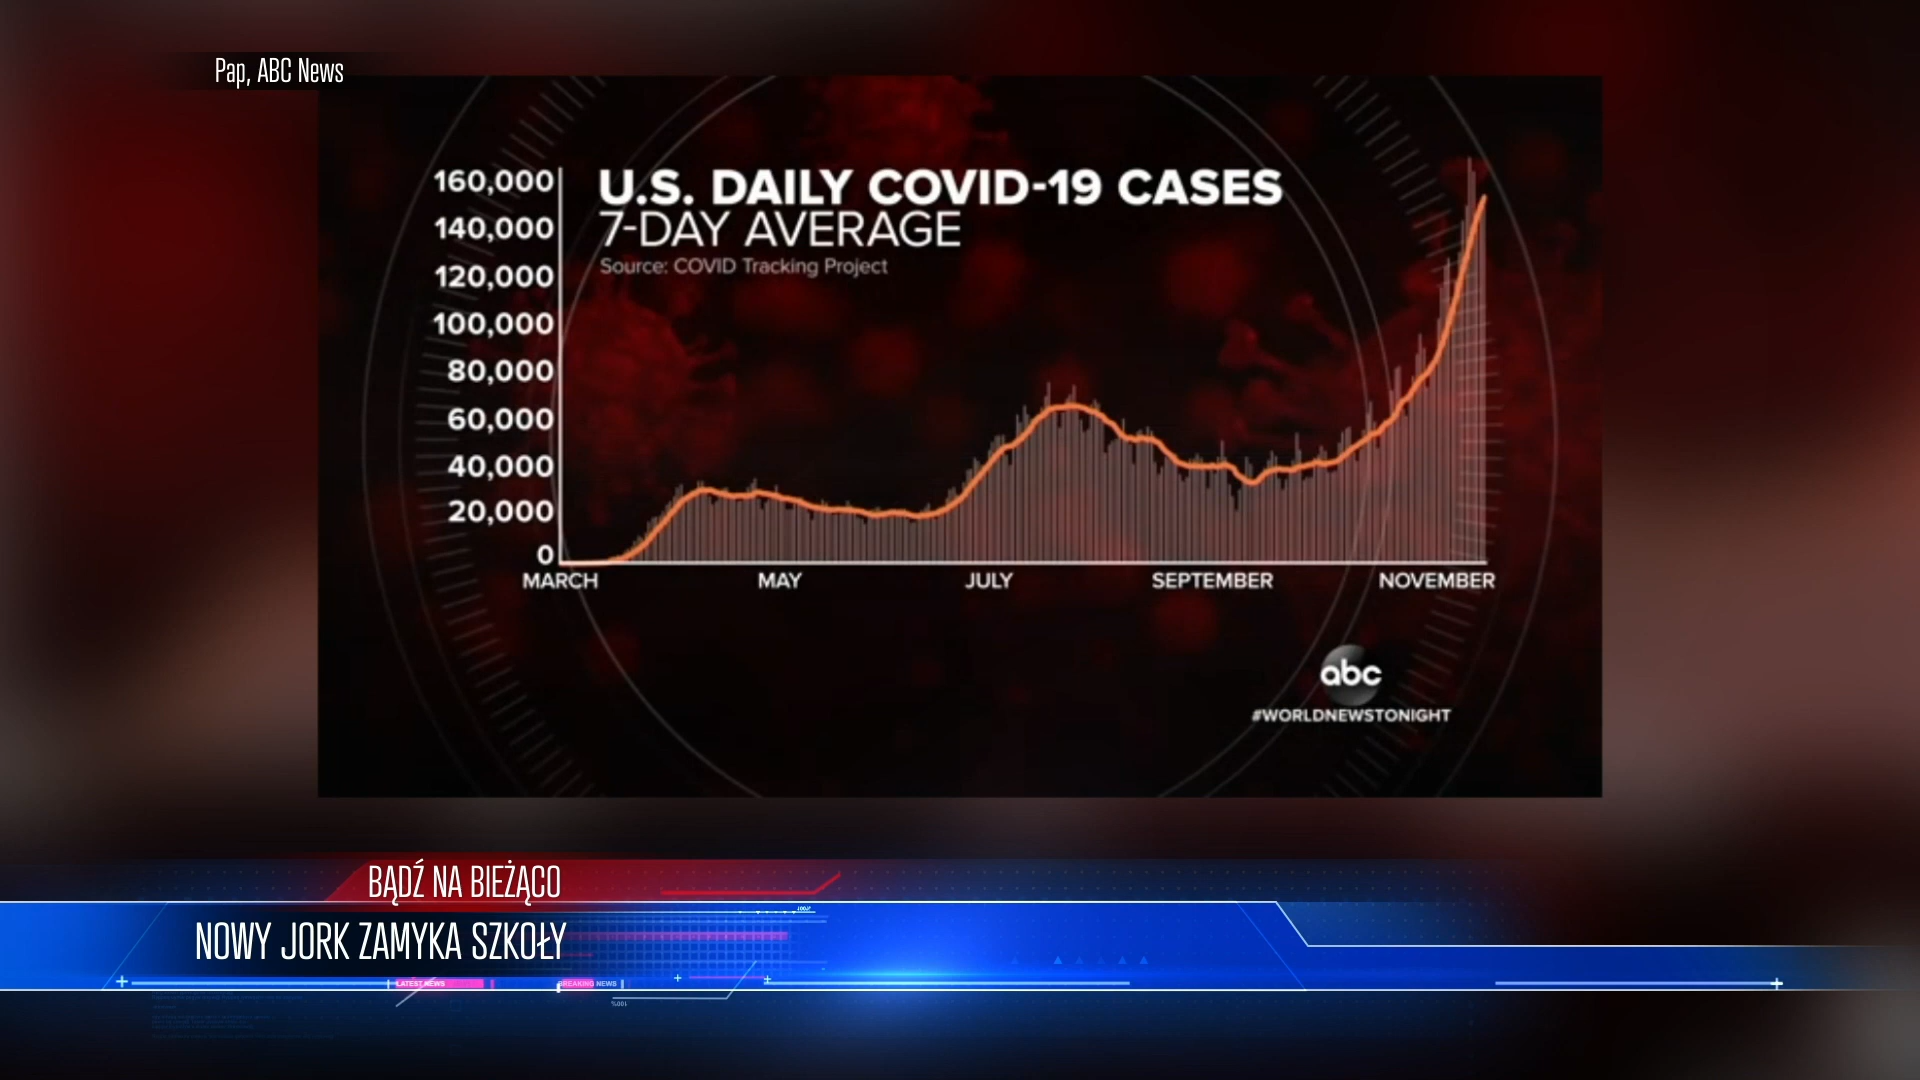 Pap, ABC News
U.S. DAILY COVID-19 CASES
7-DAY AVERAGE
Source: COVID Tracking Project
160,000
140,000
120,000
100,000
80,000
60,000
40,000
20,000
0
MARCH MAY JULY SEPTEMBER NOVEMBER
abc
#WORLDNEWSTONIGHT
BĄDŹ NA BIEŻĄCO
NOWY JORK ZAMYKA SZKOŁY
LATEST NEWS BREAKING NEWS